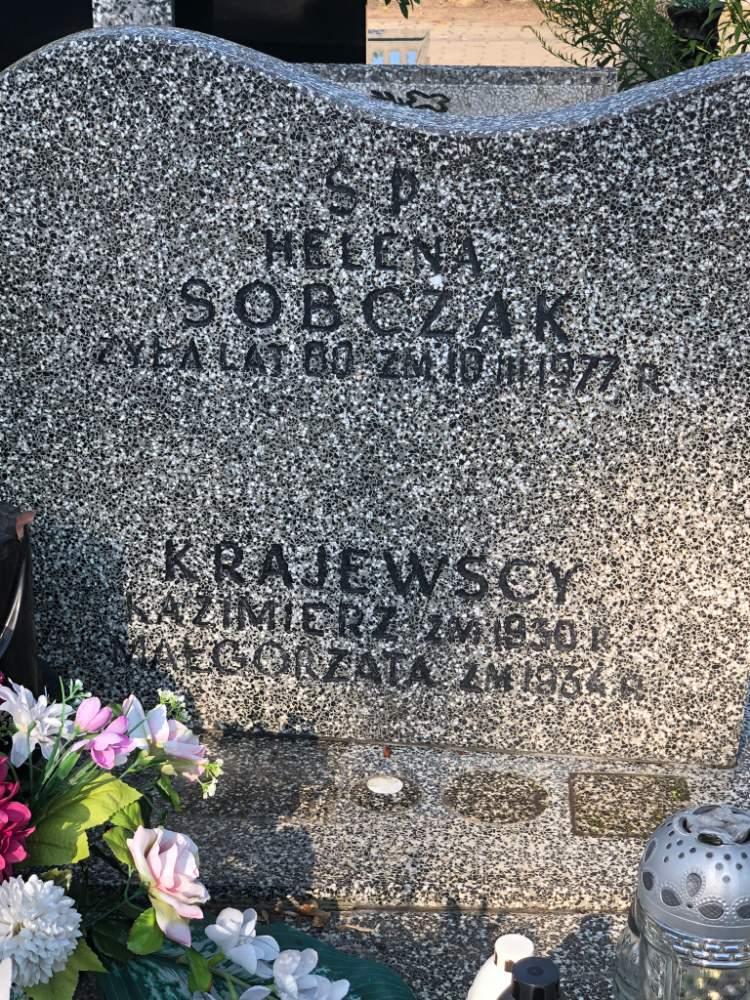 Ś P
HELENA
SOBCZAK
ŻYŁA LAT 80 ZM 10 III 1977 R
KRAJEWSCY
KAZIMIERZ ZM 1930 R
MAŁGORZATA ZM 1934 R